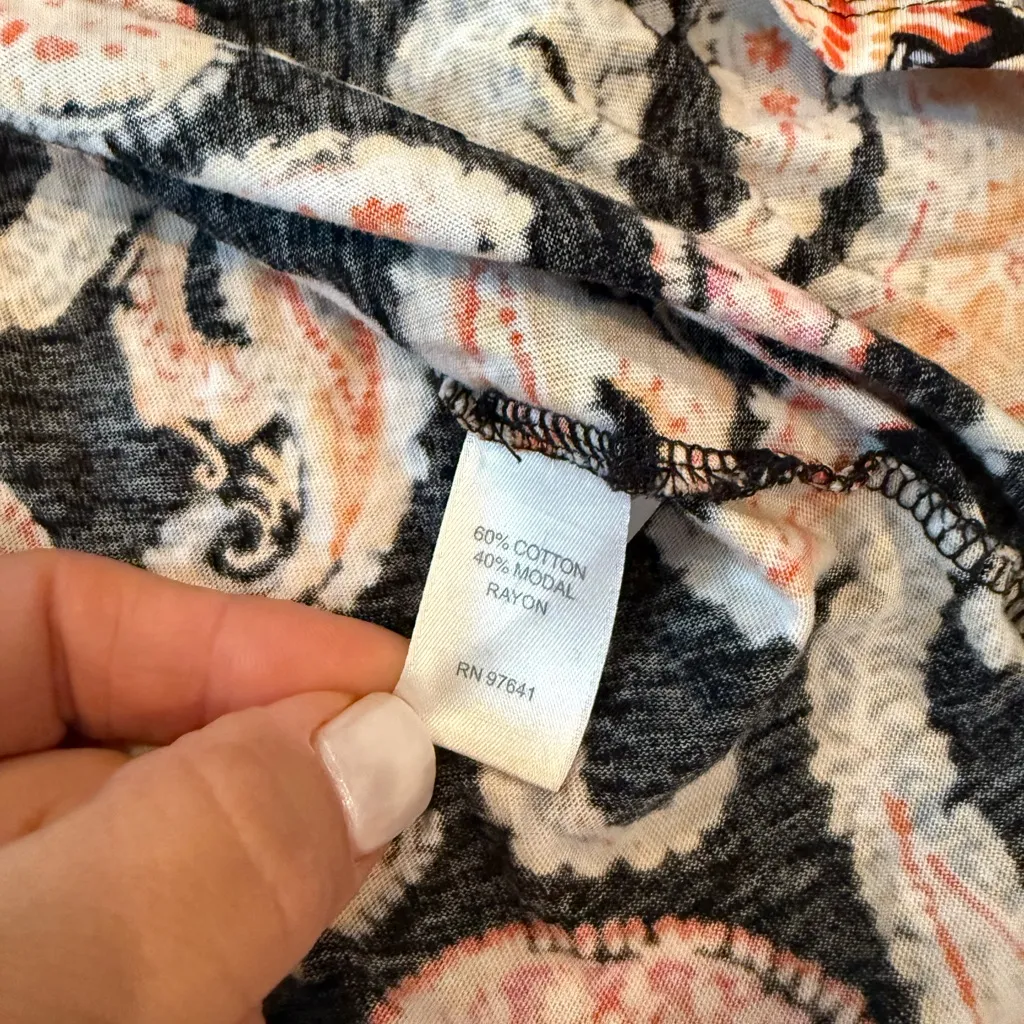 60% COTTON
40% MODAL
RAYON
RN 97641